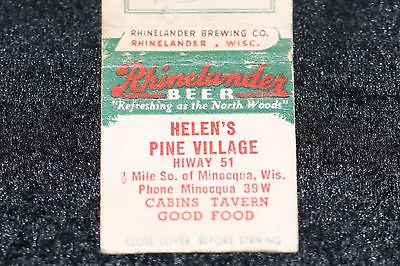 RHINELANDER BREWING CO.
RHINELANDER, WISC.
Rhinelander
BEER
"Refreshing as the North Woods"
HELEN'S
PINE VILLAGE
HIWAY 51
½ Mile So. of Minocqua, Wis.
Phone Minocqua 39W
CABINS TAVERN
GOOD FOOD
CLOSE COVER BEFORE STRIKING